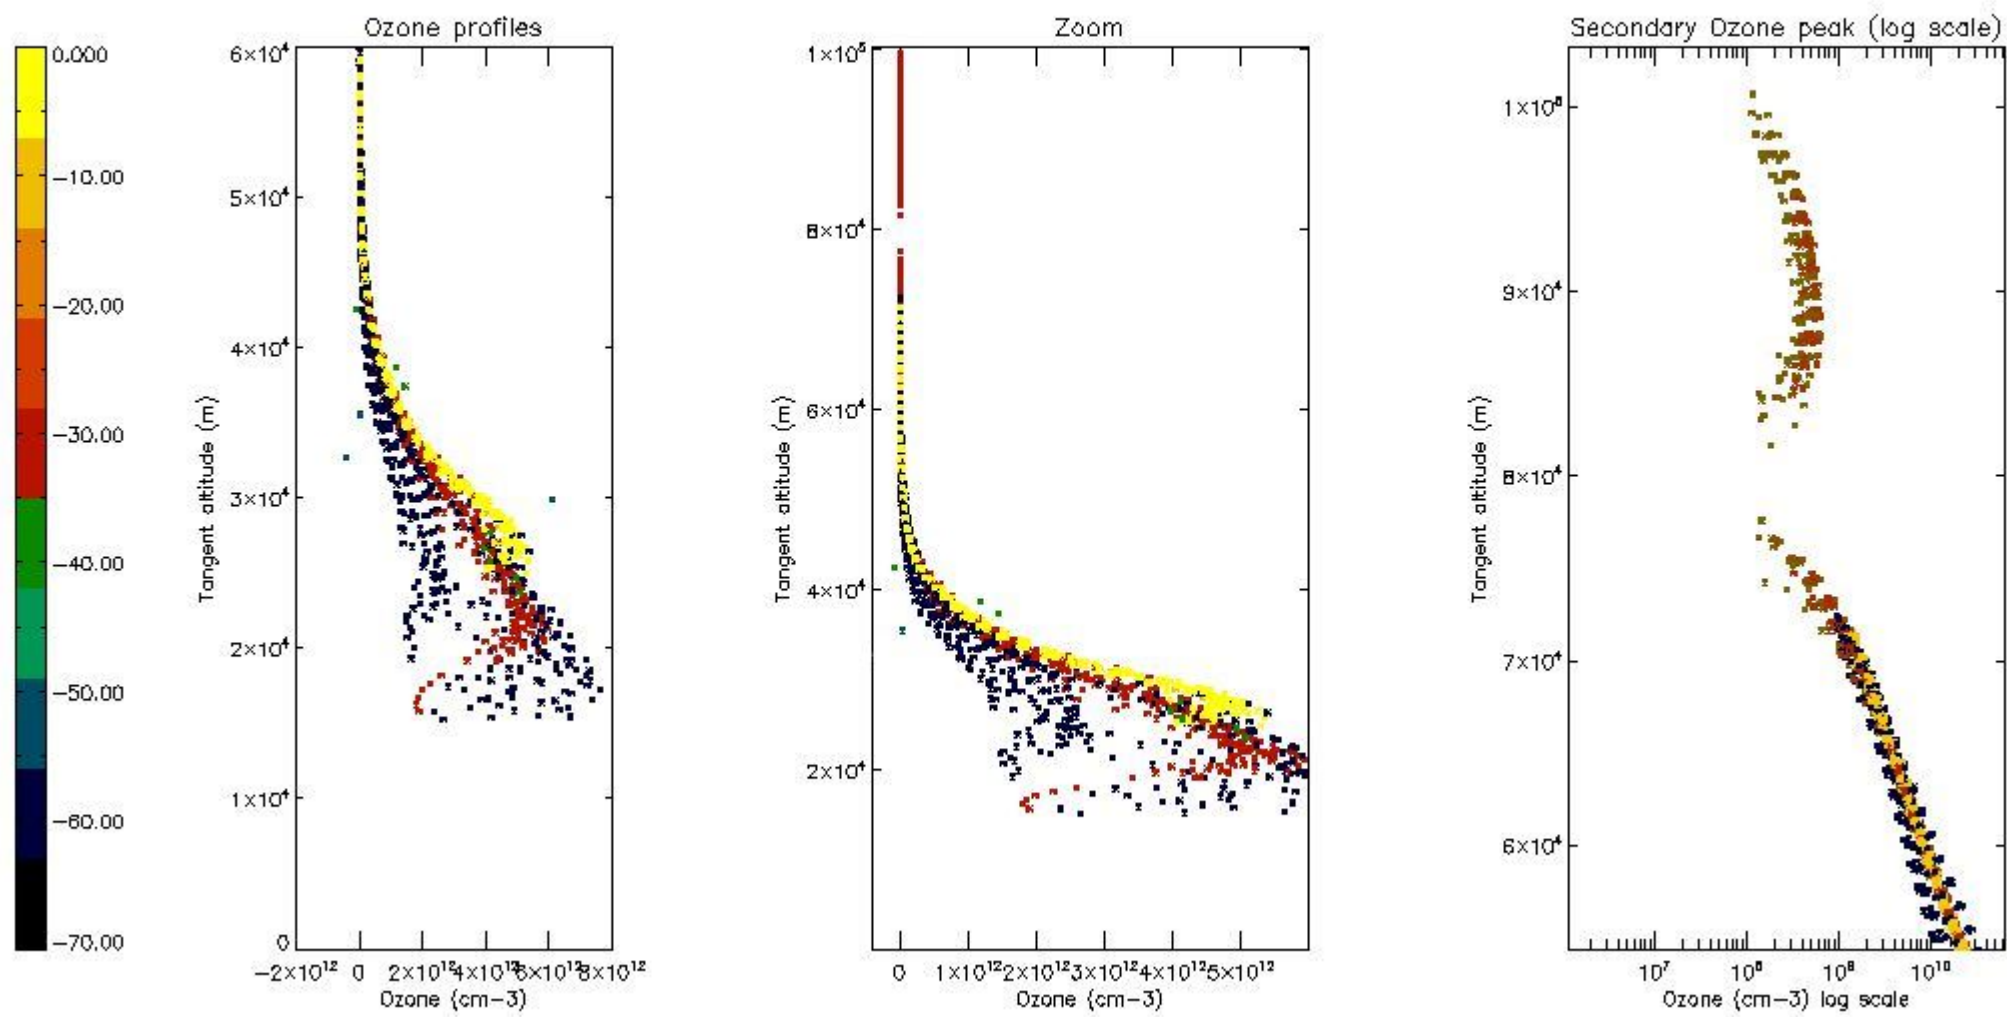 Ozone profiles
Zoom
Secondary Ozone peak (log scale)
0.000
−10.00
−20.00
−30.00
−40.00
−50.00
−60.00
−70.00
6×10⁴
5×10⁴
4×10⁴
3×10⁴
2×10⁴
1×10⁴
0
Tangent altitude (m)
−2×10¹² 0 2×10¹² 4×10¹² 6×10¹² 8×10¹²
Ozone (cm−3)
1×10⁵
8×10⁴
6×10⁴
4×10⁴
2×10⁴
Tangent altitude (m)
0 1×10¹² 2×10¹² 3×10¹² 4×10¹² 5×10¹²
Ozone (cm−3)
1×10⁵
9×10⁴
8×10⁴
7×10⁴
6×10⁴
Tangent altitude (m)
10⁷ 10⁸ 10⁹ 10¹⁰
Ozone (cm−3) log scale